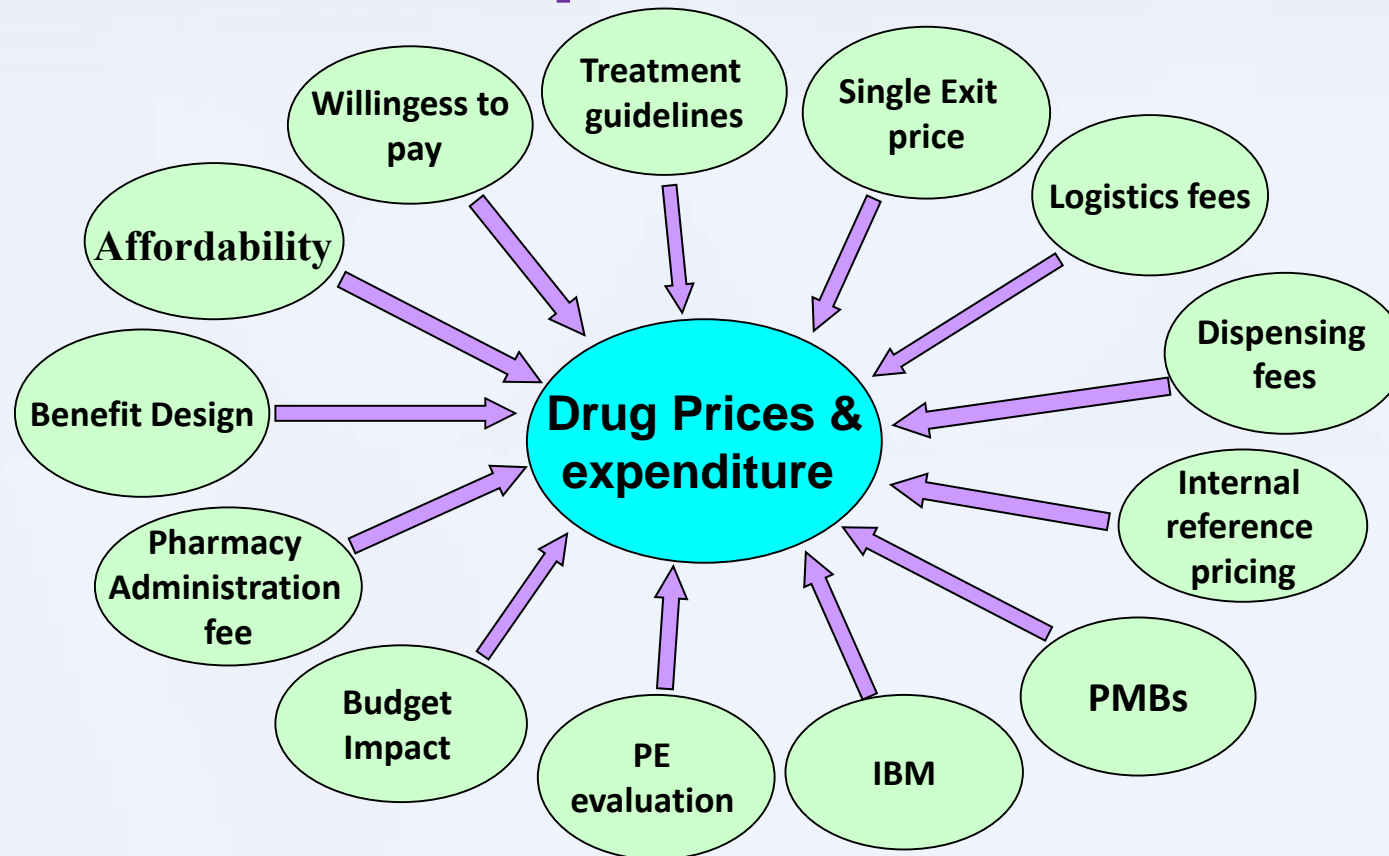 Treatment
guidelines
Single Exit
price
Logistics fees
Dispensing
fees
Internal
reference
pricing
PMBs
IBM
PE
evaluation
Budget
Impact
Pharmacy
Administration
fee
Benefit Design
Affordability
Willingess to
pay
Drug Prices &
expenditure